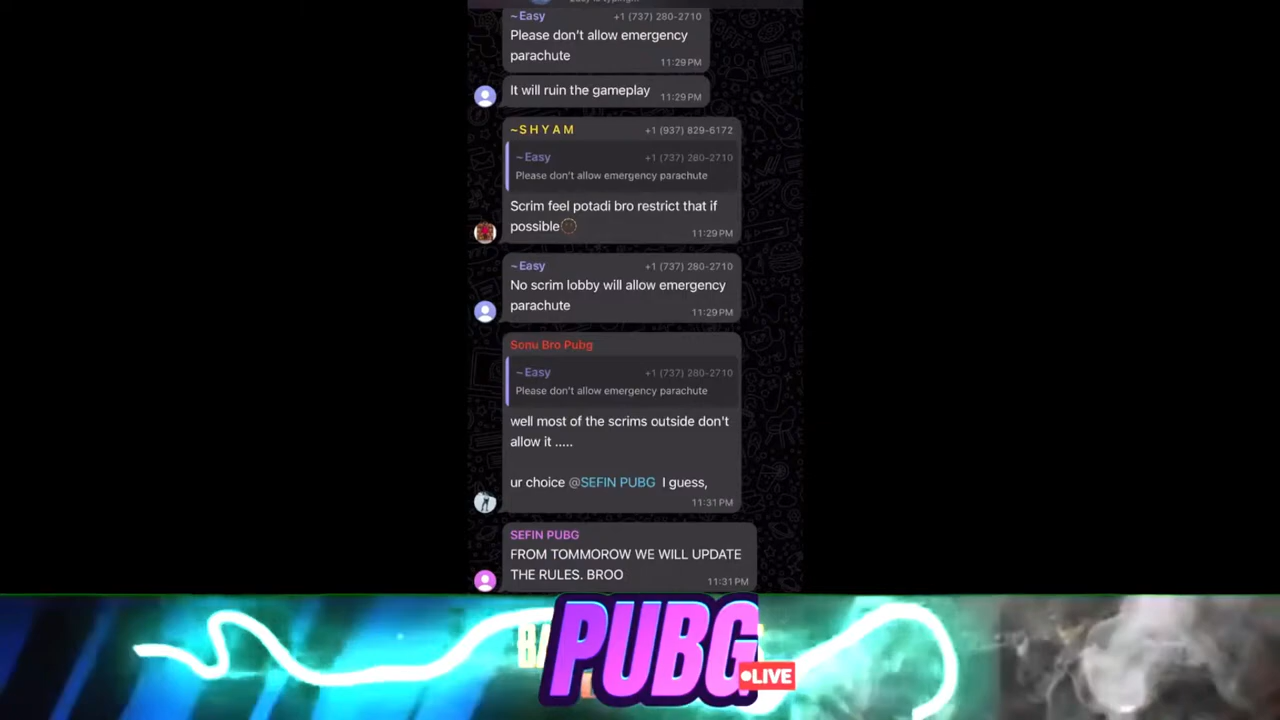 ~Easy +1 (737) 280-2710
Please don't allow emergency
parachute
11:29 PM
It will ruin the gameplay
11:29 PM
~S H Y A M +1 (937) 829-6172
~Easy +1 (737) 280-2710
Please don't allow emergency parachute
Scrim feel potadi bro restrict that if
possible
11:29 PM
~Easy +1 (737) 280-2710
No scrim lobby will allow emergency
parachute
11:29 PM
Sonu Bro Pubg
~Easy +1 (737) 280-2710
Please don't allow emergency parachute
well most of the scrims outside don't
allow it .....
ur choice @SEFIN PUBG I guess,
11:31 PM
SEFIN PUBG
FROM TOMMOROW WE WILL UPDATE
THE RULES. BROO
11:31 PM
PUBG
LIVE